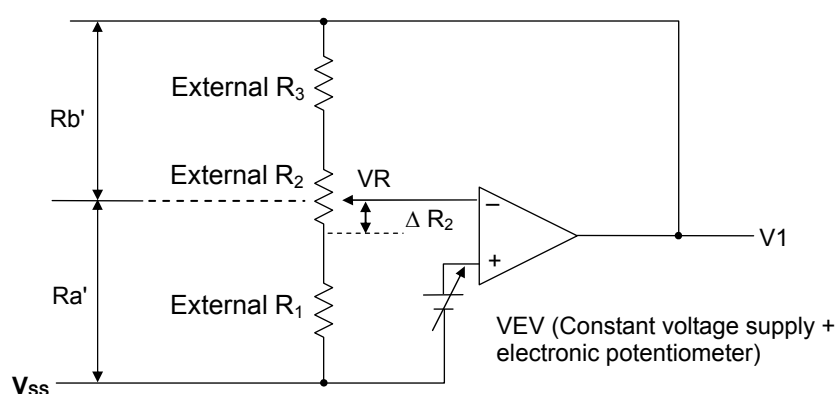 External R₃
Rb'
External R₂
VR
−
Δ R₂
V1
+
Ra'
External R₁
VEV (Constant voltage supply +
electronic potentiometer)
Vss